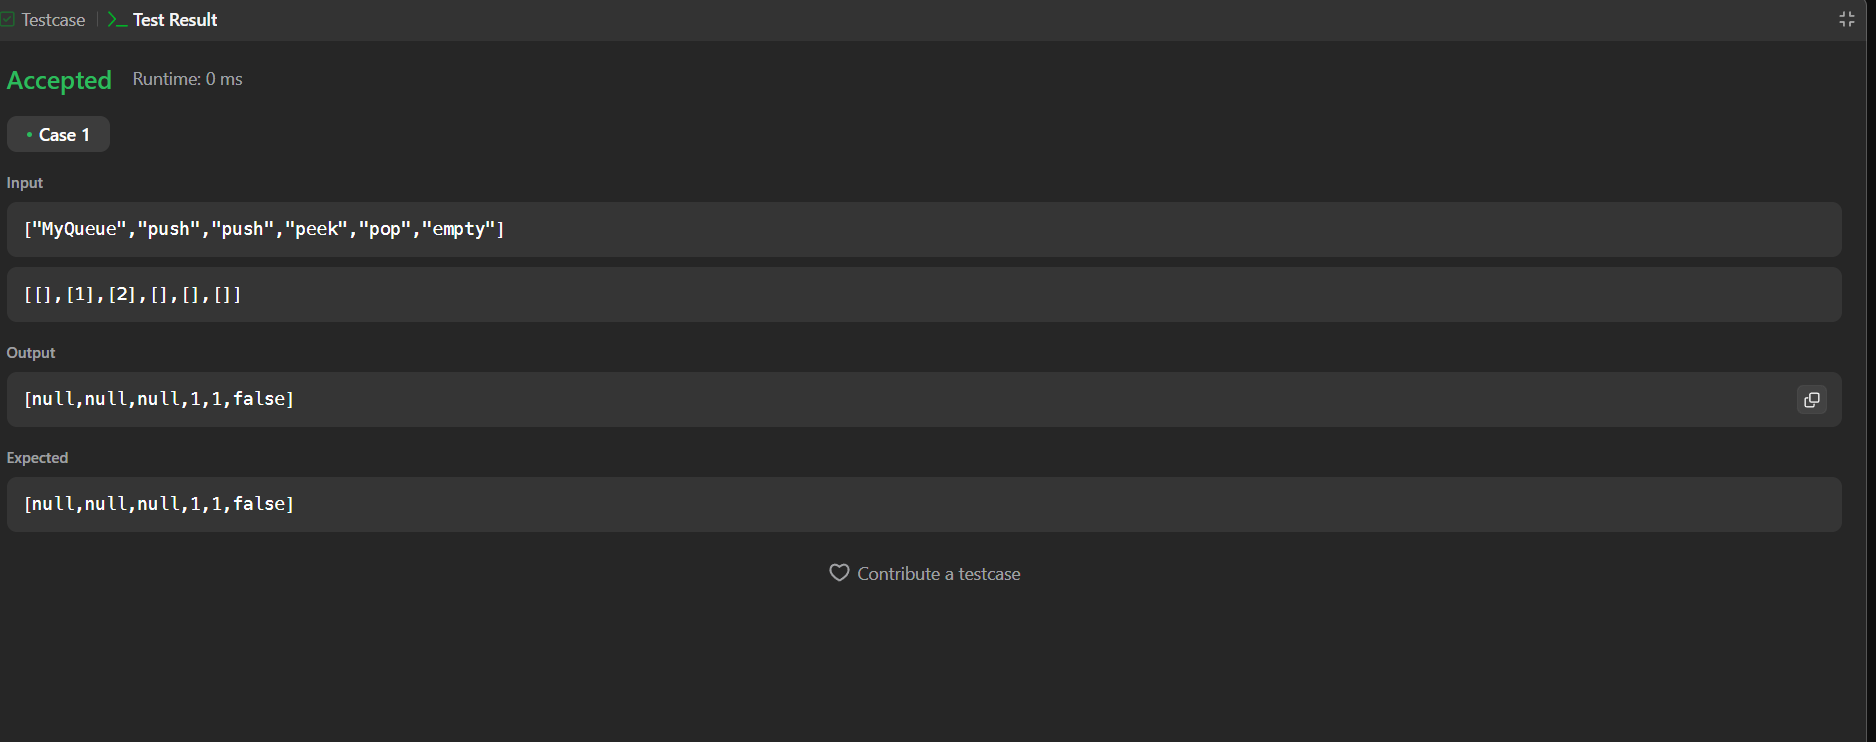 Testcase
Test Result
Accepted
Runtime: 0 ms
Case 1
Input
["MyQueue","push","push","peek","pop","empty"]
[[],[1],[2],[],[],[]]
Output
[null,null,null,1,1,false]
Expected
[null,null,null,1,1,false]
Contribute a testcase